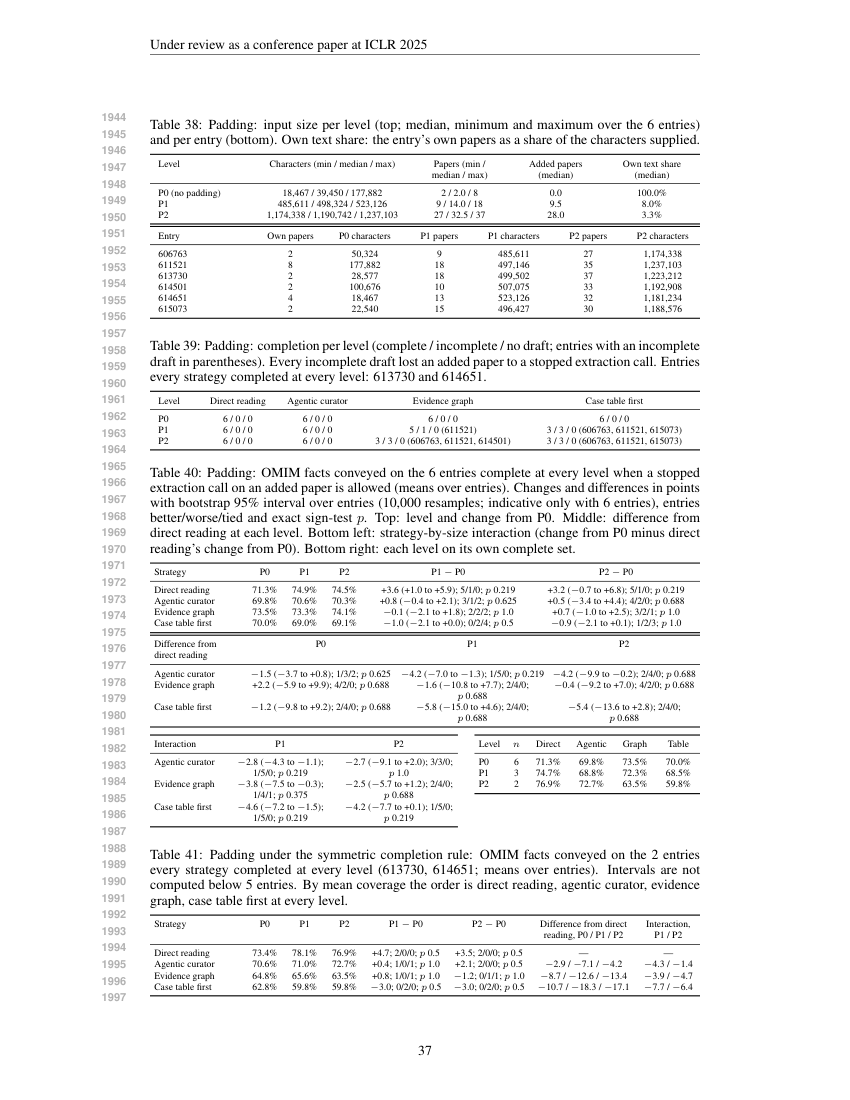 Under review as a conference paper at ICLR 2025
1944
1945
1946
1947
1948
1949
1950
1951
1952
1953
1954
1955
1956
1957
1958
1959
1960
1961
1962
1963
1964
1965
1966
1967
1968
1969
1970
1971
1972
1973
1974
1975
1976
1977
1978
1979
1980
1981
1982
1983
1984
1985
1986
1987
1988
1989
1990
1991
1992
1993
1994
1995
1996
1997
Table 38: Padding: input size per level (top; median, minimum and maximum over the 6 entries)
and per entry (bottom). Own text share: the entry's own papers as a share of the characters supplied.
Level Characters (min / median / max) Papers (min / Added papers Own text share
median / max) (median) (median)
P0 (no padding) 18,467 / 39,450 / 177,882 2 / 2.0 / 8 0.0 100.0%
P1 485,611 / 498,324 / 523,126 9 / 14.0 / 18 9.5 8.0%
P2 1,174,338 / 1,190,742 / 1,237,103 27 / 32.5 / 37 28.0 3.3%
Entry Own papers P0 characters P1 papers P1 characters P2 papers P2 characters
606763 2 50,324 9 485,611 27 1,174,338
611521 8 177,882 18 497,146 35 1,237,103
613730 2 28,577 18 499,502 37 1,223,212
614501 2 100,676 10 507,075 33 1,192,908
614651 4 18,467 13 523,126 32 1,181,234
615073 2 22,540 15 496,427 30 1,188,576
Table 39: Padding: completion per level (complete / incomplete / no draft; entries with an incomplete
draft in parentheses). Every incomplete draft lost an added paper to a stopped extraction call. Entries
every strategy completed at every level: 613730 and 614651.
Level Direct reading Agentic curator Evidence graph Case table first
P0 6 / 0 / 0 6 / 0 / 0 6 / 0 / 0 6 / 0 / 0
P1 6 / 0 / 0 6 / 0 / 0 5 / 1 / 0 (611521) 3 / 3 / 0 (606763, 611521, 615073)
P2 6 / 0 / 0 6 / 0 / 0 3 / 3 / 0 (606763, 611521, 614501) 3 / 3 / 0 (606763, 611521, 615073)
Table 40: Padding: OMIM facts conveyed on the 6 entries complete at every level when a stopped
extraction call on an added paper is allowed (means over entries). Changes and differences in points
with bootstrap 95% interval over entries (10,000 resamples; indicative only with 6 entries), entries
better/worse/tied and exact sign-test p. Top: level and change from P0. Middle: difference from
direct reading at each level. Bottom left: strategy-by-size interaction (change from P0 minus direct
reading's change from P0). Bottom right: each level on its own complete set.
Strategy P0 P1 P2 P1 − P0 P2 − P0
Direct reading 71.3% 74.9% 74.5% +3.6 (+1.0 to +5.9); 5/1/0; p 0.219 +3.2 (−0.7 to +6.8); 5/1/0; p 0.219
Agentic curator 69.8% 70.6% 70.3% +0.8 (−0.4 to +2.1); 3/1/2; p 0.625 +0.5 (−3.4 to +4.4); 4/2/0; p 0.688
Evidence graph 73.5% 73.3% 74.1% −0.1 (−2.1 to +1.8); 2/2/2; p 1.0 +0.7 (−1.0 to +2.5); 3/2/1; p 1.0
Case table first 70.0% 69.0% 69.1% −1.0 (−2.1 to +0.0); 0/2/4; p 0.5 −0.9 (−2.1 to +0.1); 1/2/3; p 1.0
Difference from P0 P1 P2
direct reading
Agentic curator −1.5 (−3.7 to +0.8); 1/3/2; p 0.625 −4.2 (−7.0 to −1.3); 1/5/0; p 0.219 −4.2 (−9.9 to −0.2); 2/4/0; p 0.688
Evidence graph +2.2 (−5.9 to +9.9); 4/2/0; p 0.688 −1.6 (−10.8 to +7.7); 2/4/0; −0.4 (−9.2 to +7.0); 4/2/0; p 0.688
p 0.688
Case table first −1.2 (−9.8 to +9.2); 2/4/0; p 0.688 −5.8 (−15.0 to +4.6); 2/4/0; −5.4 (−13.6 to +2.8); 2/4/0;
p 0.688 p 0.688
Interaction P1 P2
Agentic curator −2.8 (−4.3 to −1.1); −2.7 (−9.1 to +2.0); 3/3/0;
1/5/0; p 0.219 p 1.0
Evidence graph −3.8 (−7.5 to −0.3); −2.5 (−5.7 to +1.2); 2/4/0;
1/4/1; p 0.375 p 0.688
Case table first −4.6 (−7.2 to −1.5); −4.2 (−7.7 to +0.1); 1/5/0;
1/5/0; p 0.219 p 0.219
Level n Direct Agentic Graph Table
P0 6 71.3% 69.8% 73.5% 70.0%
P1 3 74.7% 68.8% 72.3% 68.5%
P2 2 76.9% 72.7% 63.5% 59.8%
Table 41: Padding under the symmetric completion rule: OMIM facts conveyed on the 2 entries
every strategy completed at every level (613730, 614651; means over entries). Intervals are not
computed below 5 entries. By mean coverage the order is direct reading, agentic curator, evidence
graph, case table first at every level.
Strategy P0 P1 P2 P1 − P0 P2 − P0 Difference from direct Interaction,
reading, P0 / P1 / P2 P1 / P2
Direct reading 73.4% 78.1% 76.9% +4.7; 2/0/0; p 0.5 +3.5; 2/0/0; p 0.5 — —
Agentic curator 70.6% 71.0% 72.7% +0.4; 1/0/1; p 1.0 +2.1; 2/0/0; p 0.5 −2.9 / −7.1 / −4.2 −4.3 / −1.4
Evidence graph 64.8% 65.6% 63.5% +0.8; 1/0/1; p 1.0 −1.2; 0/1/1; p 1.0 −8.7 / −12.6 / −13.4 −3.9 / −4.7
Case table first 62.8% 59.8% 59.8% −3.0; 0/2/0; p 0.5 −3.0; 0/2/0; p 0.5 −10.7 / −18.3 / −17.1 −7.7 / −6.4
37